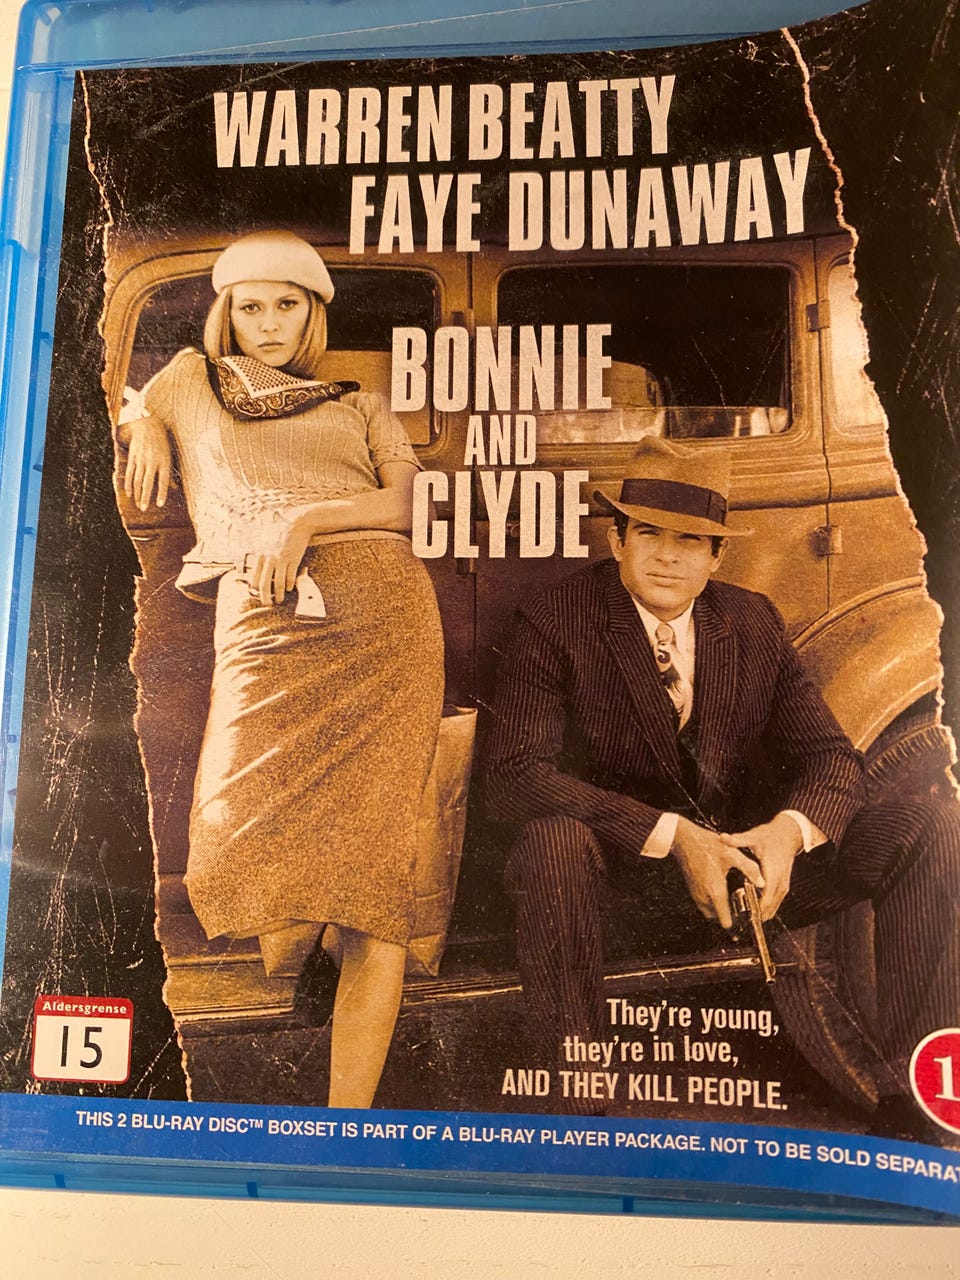 WARREN BEATTY
FAYE DUNAWAY
BONNIE
AND
CLYDE
They're young,
they're in love,
AND THEY KILL PEOPLE.
Aldersgrense
15
THIS 2 BLU-RAY DISC™ BOXSET IS PART OF A BLU-RAY PLAYER PACKAGE. NOT TO BE SOLD